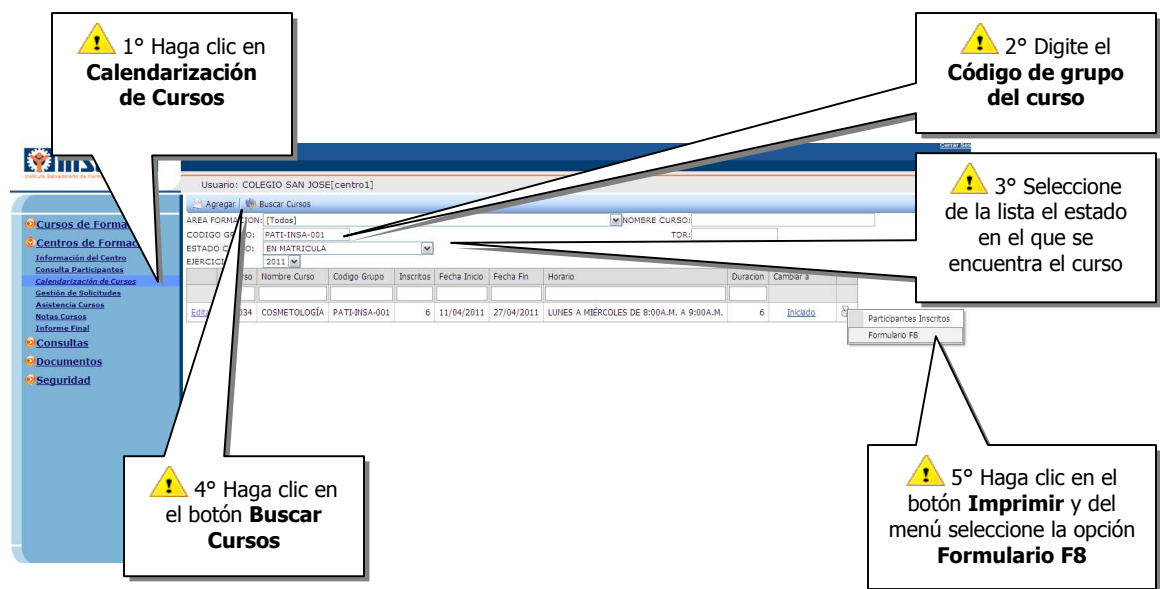 1° Haga clic en
Calendarización
de Cursos
2° Digite el
Código de grupo
del curso
3° Seleccione
de la lista el estado
en el que se
encuentra el curso
Instituto Salvadoreño de
Cerrar Ses
Usuario: COLEGIO SAN JOSE[centro1]
Agregar Buscar Cursos
AREA FORMACION: [Todos] NOMBRE CURSO:
CODIGO PATI-INSA-001 TDR:
ESTADO EN MATRICULA
2011
Nombre Curso Codigo Grupo Inscritos Fecha Inicio Fecha Fin Horario Duracion Cambiar a
034 COSMETOLOGÍA PATI-INSA-001 6 11/04/2011 27/04/2011 LUNES A MIÉRCOLES DE 8:00A.M. A 9:00A.M. 6 Iniciado
Participantes Inscritos
Formulario F8
Cursos de Forma
Centros de Formac
Información del Centro
Consulta Participantes
Calendarización de Cursos
Gestión de Solicitudes
Asistencia Cursos
Notas Cursos
Informe Final
Consultas
Documentos
Seguridad
4° Haga clic en
el botón Buscar
Cursos
5° Haga clic en el
botón Imprimir y del
menú seleccione la opción
Formulario F8